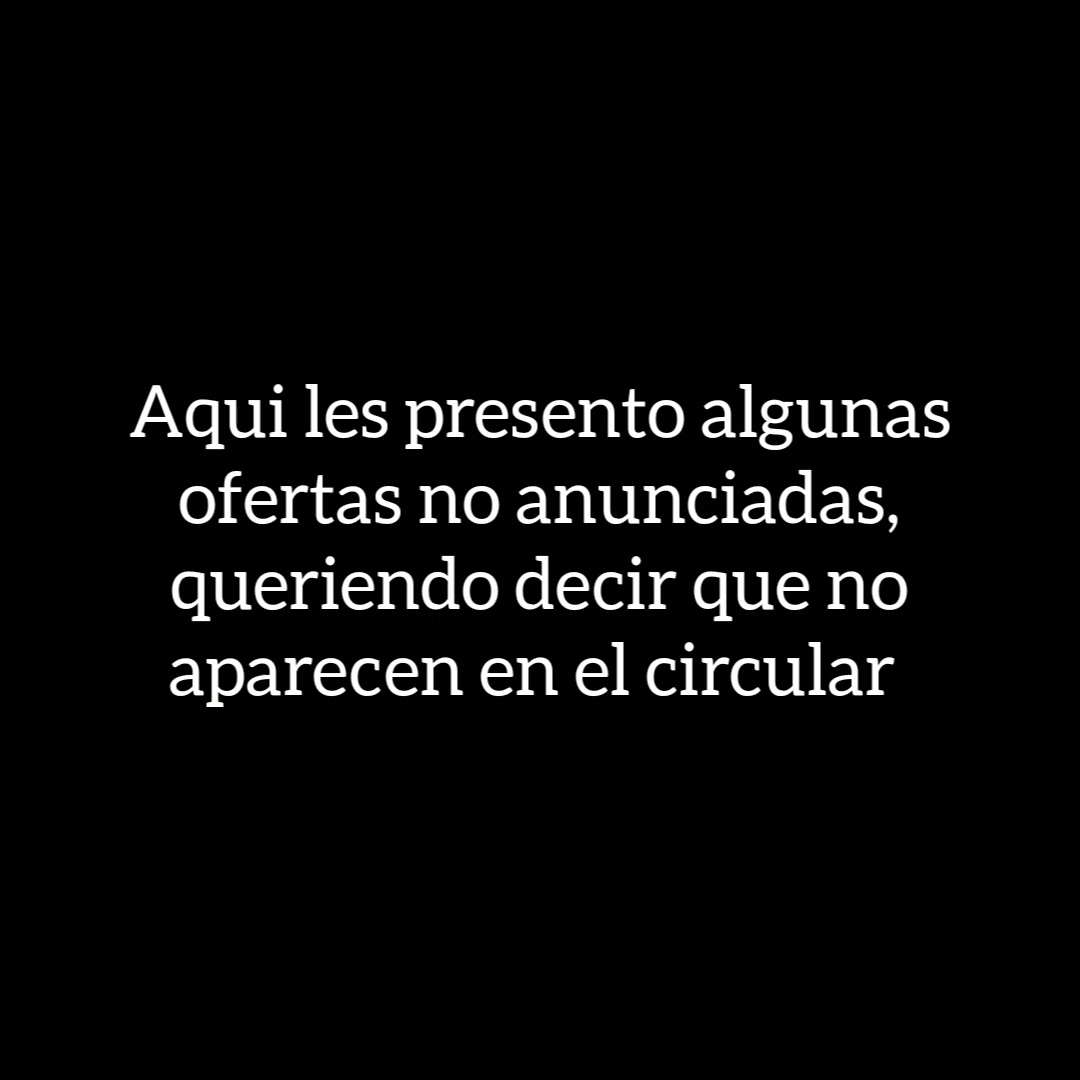 Aqui les presento algunas
ofertas no anunciadas,
queriendo decir que no
aparecen en el circular